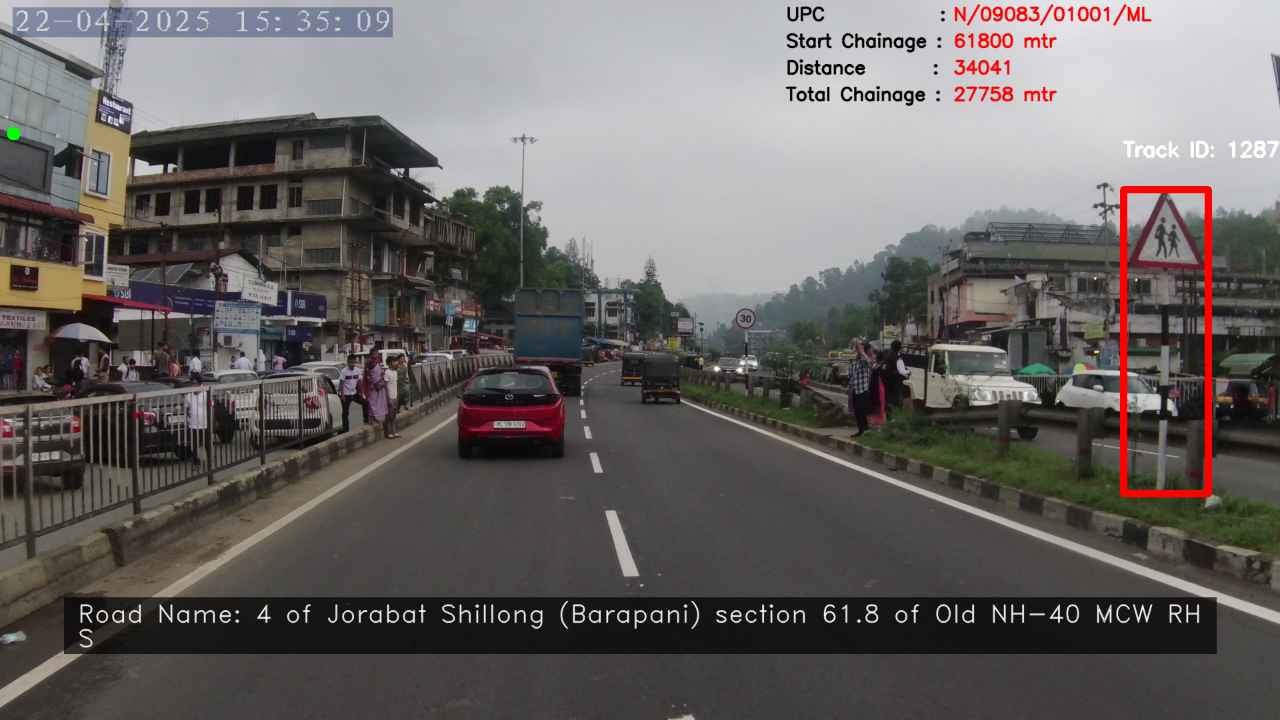 22-04-2025 15:35:09
UPC : N/09083/01001/ML
Start Chainage : 61800 mtr
Distance : 34041
Total Chainage : 27758 mtr
Track ID: 1287
Restaurant
SBI
30
TEXTILES
Road Name: 4 of Jorabat Shillong (Barapani) section 61.8 of Old NH-40 MCW RH
S